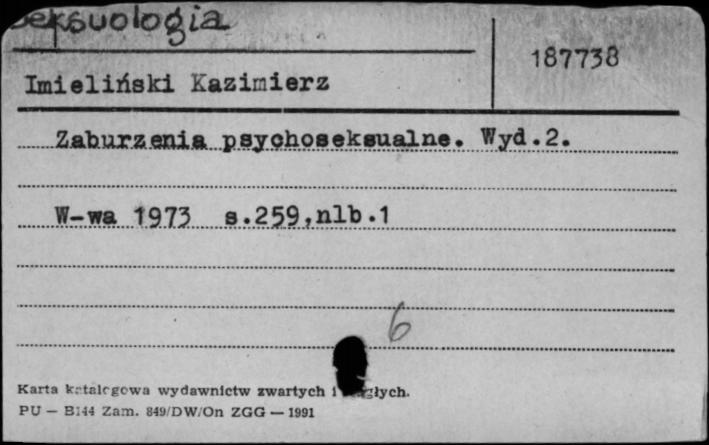 Seksuologia
187738
Imieliński Kazimierz
Zaburzenia psychoseksualne. Wyd.2.
W-wa 1973 s.259,nlb.1
6
Karta katalogowa wydawnictw zwartych i ciągłych.
PU — B144 Zam. 849/DW/On ZGG — 1991